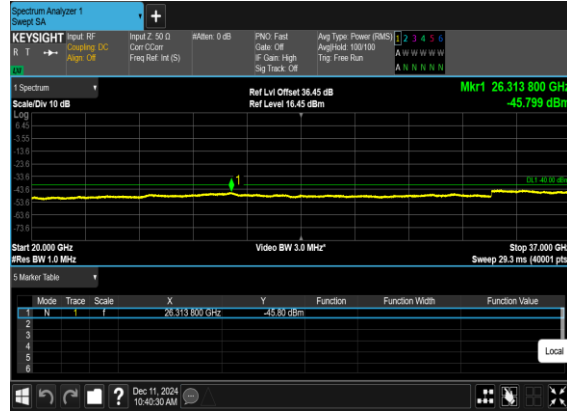 Spectrum Analyzer 1
Swept SA
+
KEYSIGHT Input: RF Input Z: 50 Ω #Atten: 0 dB PNO: Fast Avg Type: Power (RMS) 1 2 3 4 5 6
R T Coupling: DC Corr CCorr Gate: Off Avg|Hold: 100/100 A W W W W W
Align: Off Freq Ref: Int (S) IF Gain: High Trig: Free Run
Sig Track: Off A N N N N N
LW
1 Spectrum Ref Lvl Offset 36.45 dB Mkr1 26.313 800 GHz
Scale/Div 10 dB Ref Level 16.45 dBm -45.799 dBm
Log
6.45
-3.55
-13.6
-23.6
-33.6
-43.6
-53.6
-63.6
-73.6
1
DL1 -40.00 dBm
Start 20.000 GHz Video BW 3.0 MHz* Stop 37.000 GHz
#Res BW 1.0 MHz Sweep 29.3 ms (40001 pts)
5 Marker Table
Mode Trace Scale X Y Function Function Width Function Value
1 N 1 f 26.313 800 GHz -45.80 dBm
2
3
4
5
6
Local
? Dec 11, 2024
10:40:30 AM